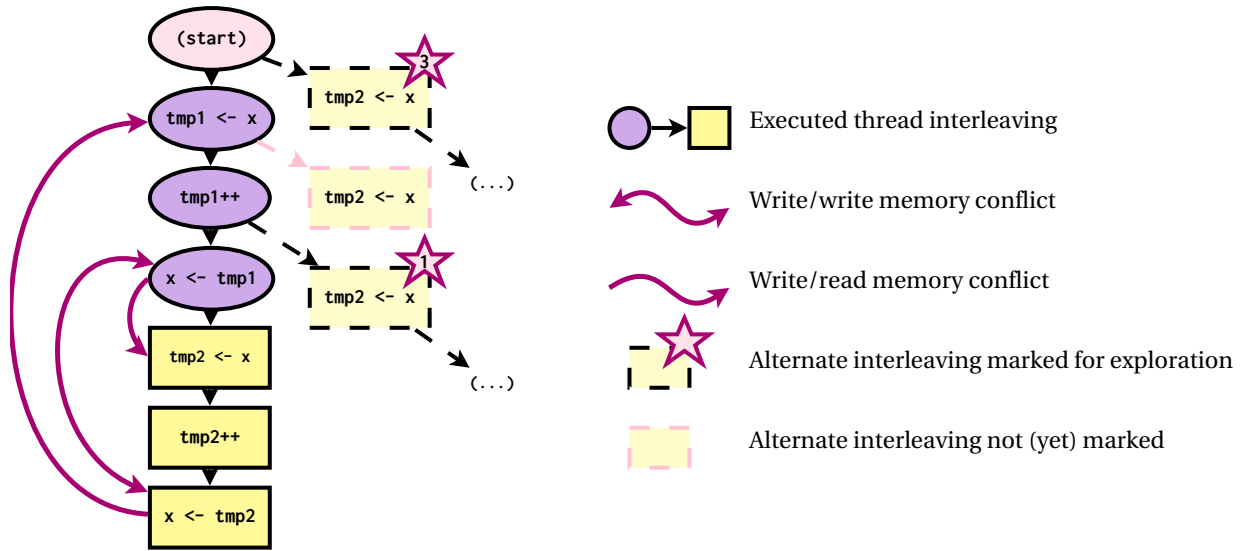 (start)
3
tmp2 <- x
tmp1 <- x
(...)
tmp1++
tmp2 <- x
1
x <- tmp1
tmp2 <- x
tmp2 <- x
(...)
tmp2++
x <- tmp2
Executed thread interleaving
Write/write memory conflict
Write/read memory conflict
Alternate interleaving marked for exploration
Alternate interleaving not (yet) marked